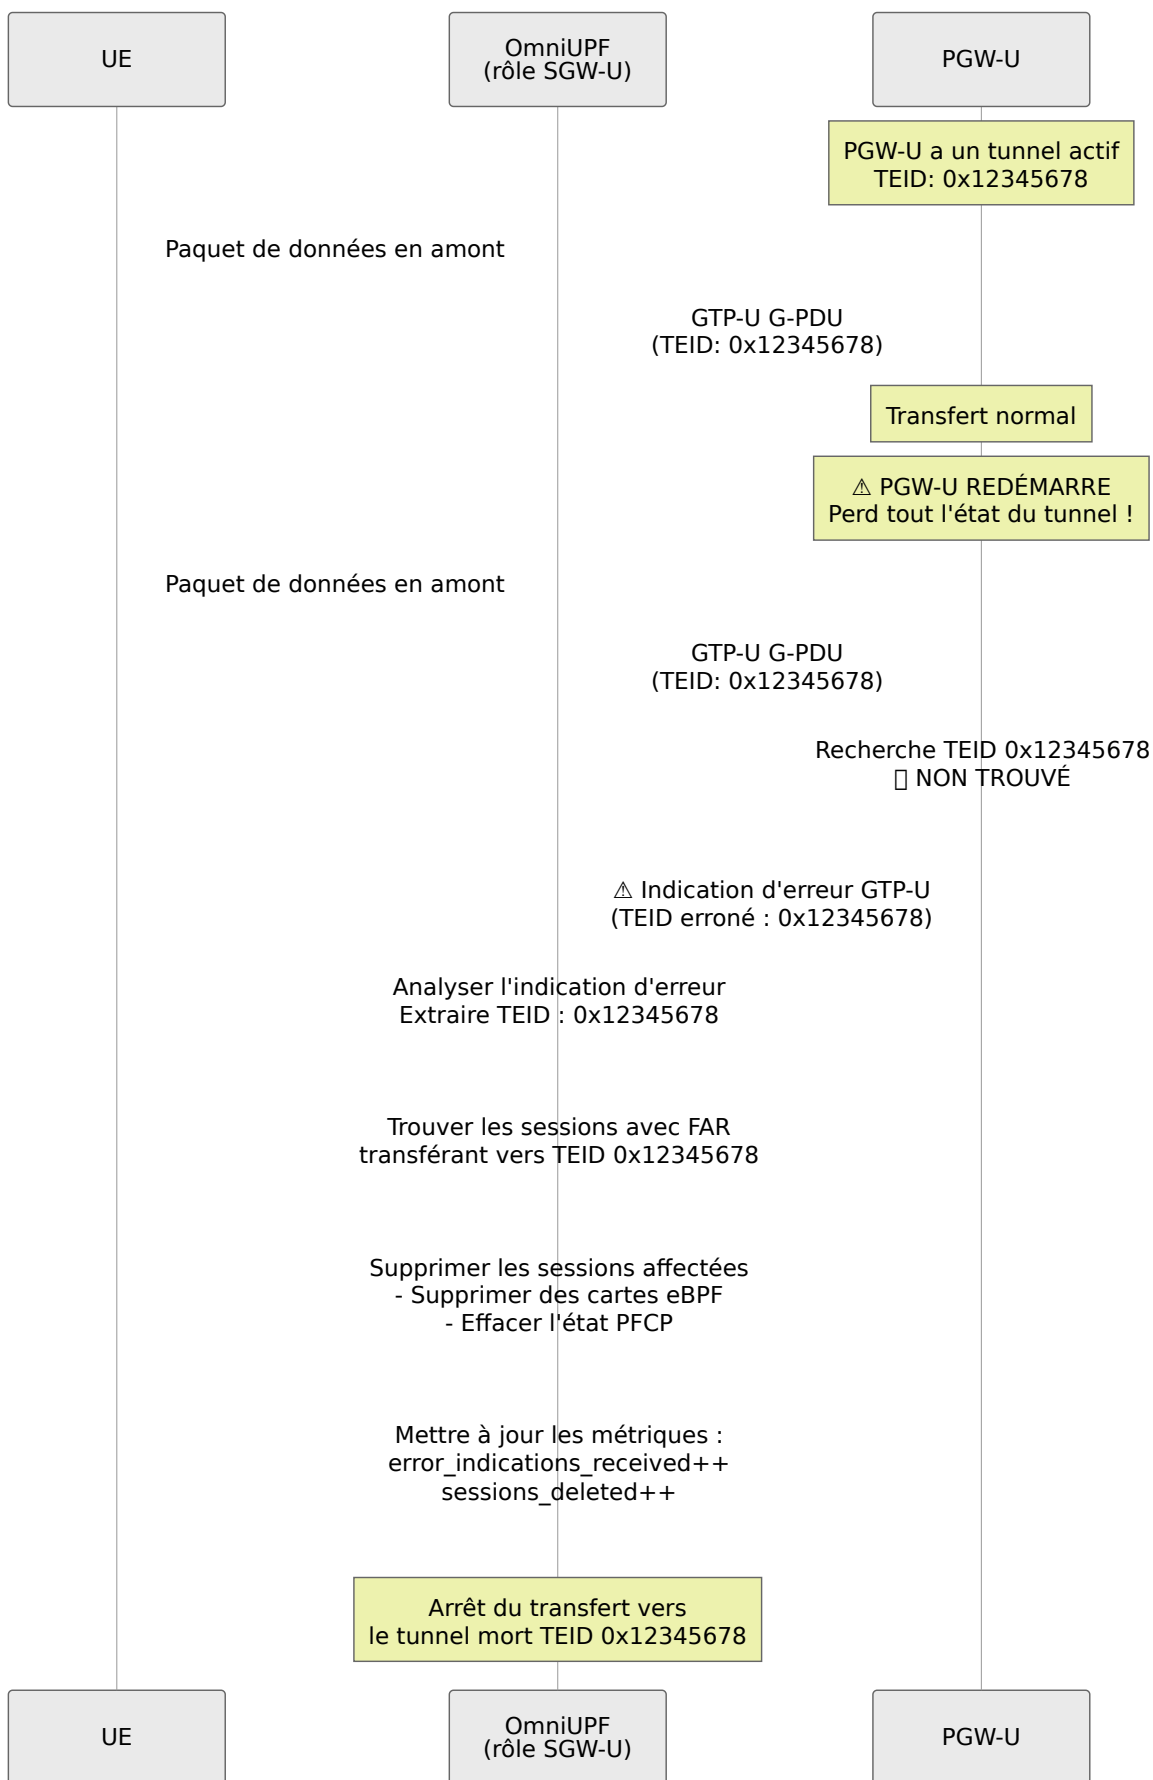 UE
OmniUPF
(rôle SGW-U)
PGW-U
PGW-U a un tunnel actif
TEID: 0x12345678
Paquet de données en amont
GTP-U G-PDU
(TEID: 0x12345678)
Transfert normal
⚠ PGW-U REDÉMARRE
Perd tout l'état du tunnel !
Paquet de données en amont
GTP-U G-PDU
(TEID: 0x12345678)
Recherche TEID 0x12345678
NON TROUVÉ
⚠ Indication d'erreur GTP-U
(TEID erroné : 0x12345678)
Analyser l'indication d'erreur
Extraire TEID : 0x12345678
Trouver les sessions avec FAR
transférant vers TEID 0x12345678
Supprimer les sessions affectées
- Supprimer des cartes eBPF
- Effacer l'état PFCP
Mettre à jour les métriques :
error_indications_received++
sessions_deleted++
Arrêt du transfert vers
le tunnel mort TEID 0x12345678
UE
OmniUPF
(rôle SGW-U)
PGW-U